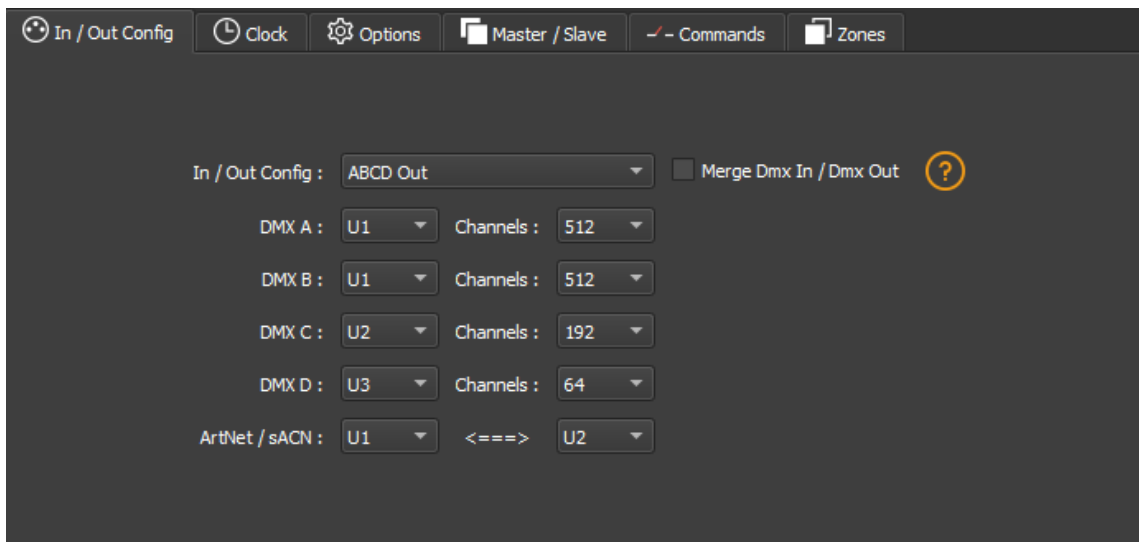 In / Out Config Clock Options Master / Slave Commands Zones
In / Out Config : ABCD Out Merge Dmx In / Dmx Out ?
DMX A : U1 Channels : 512
DMX B : U1 Channels : 512
DMX C : U2 Channels : 192
DMX D : U3 Channels : 64
ArtNet / sACN : U1 <===> U2